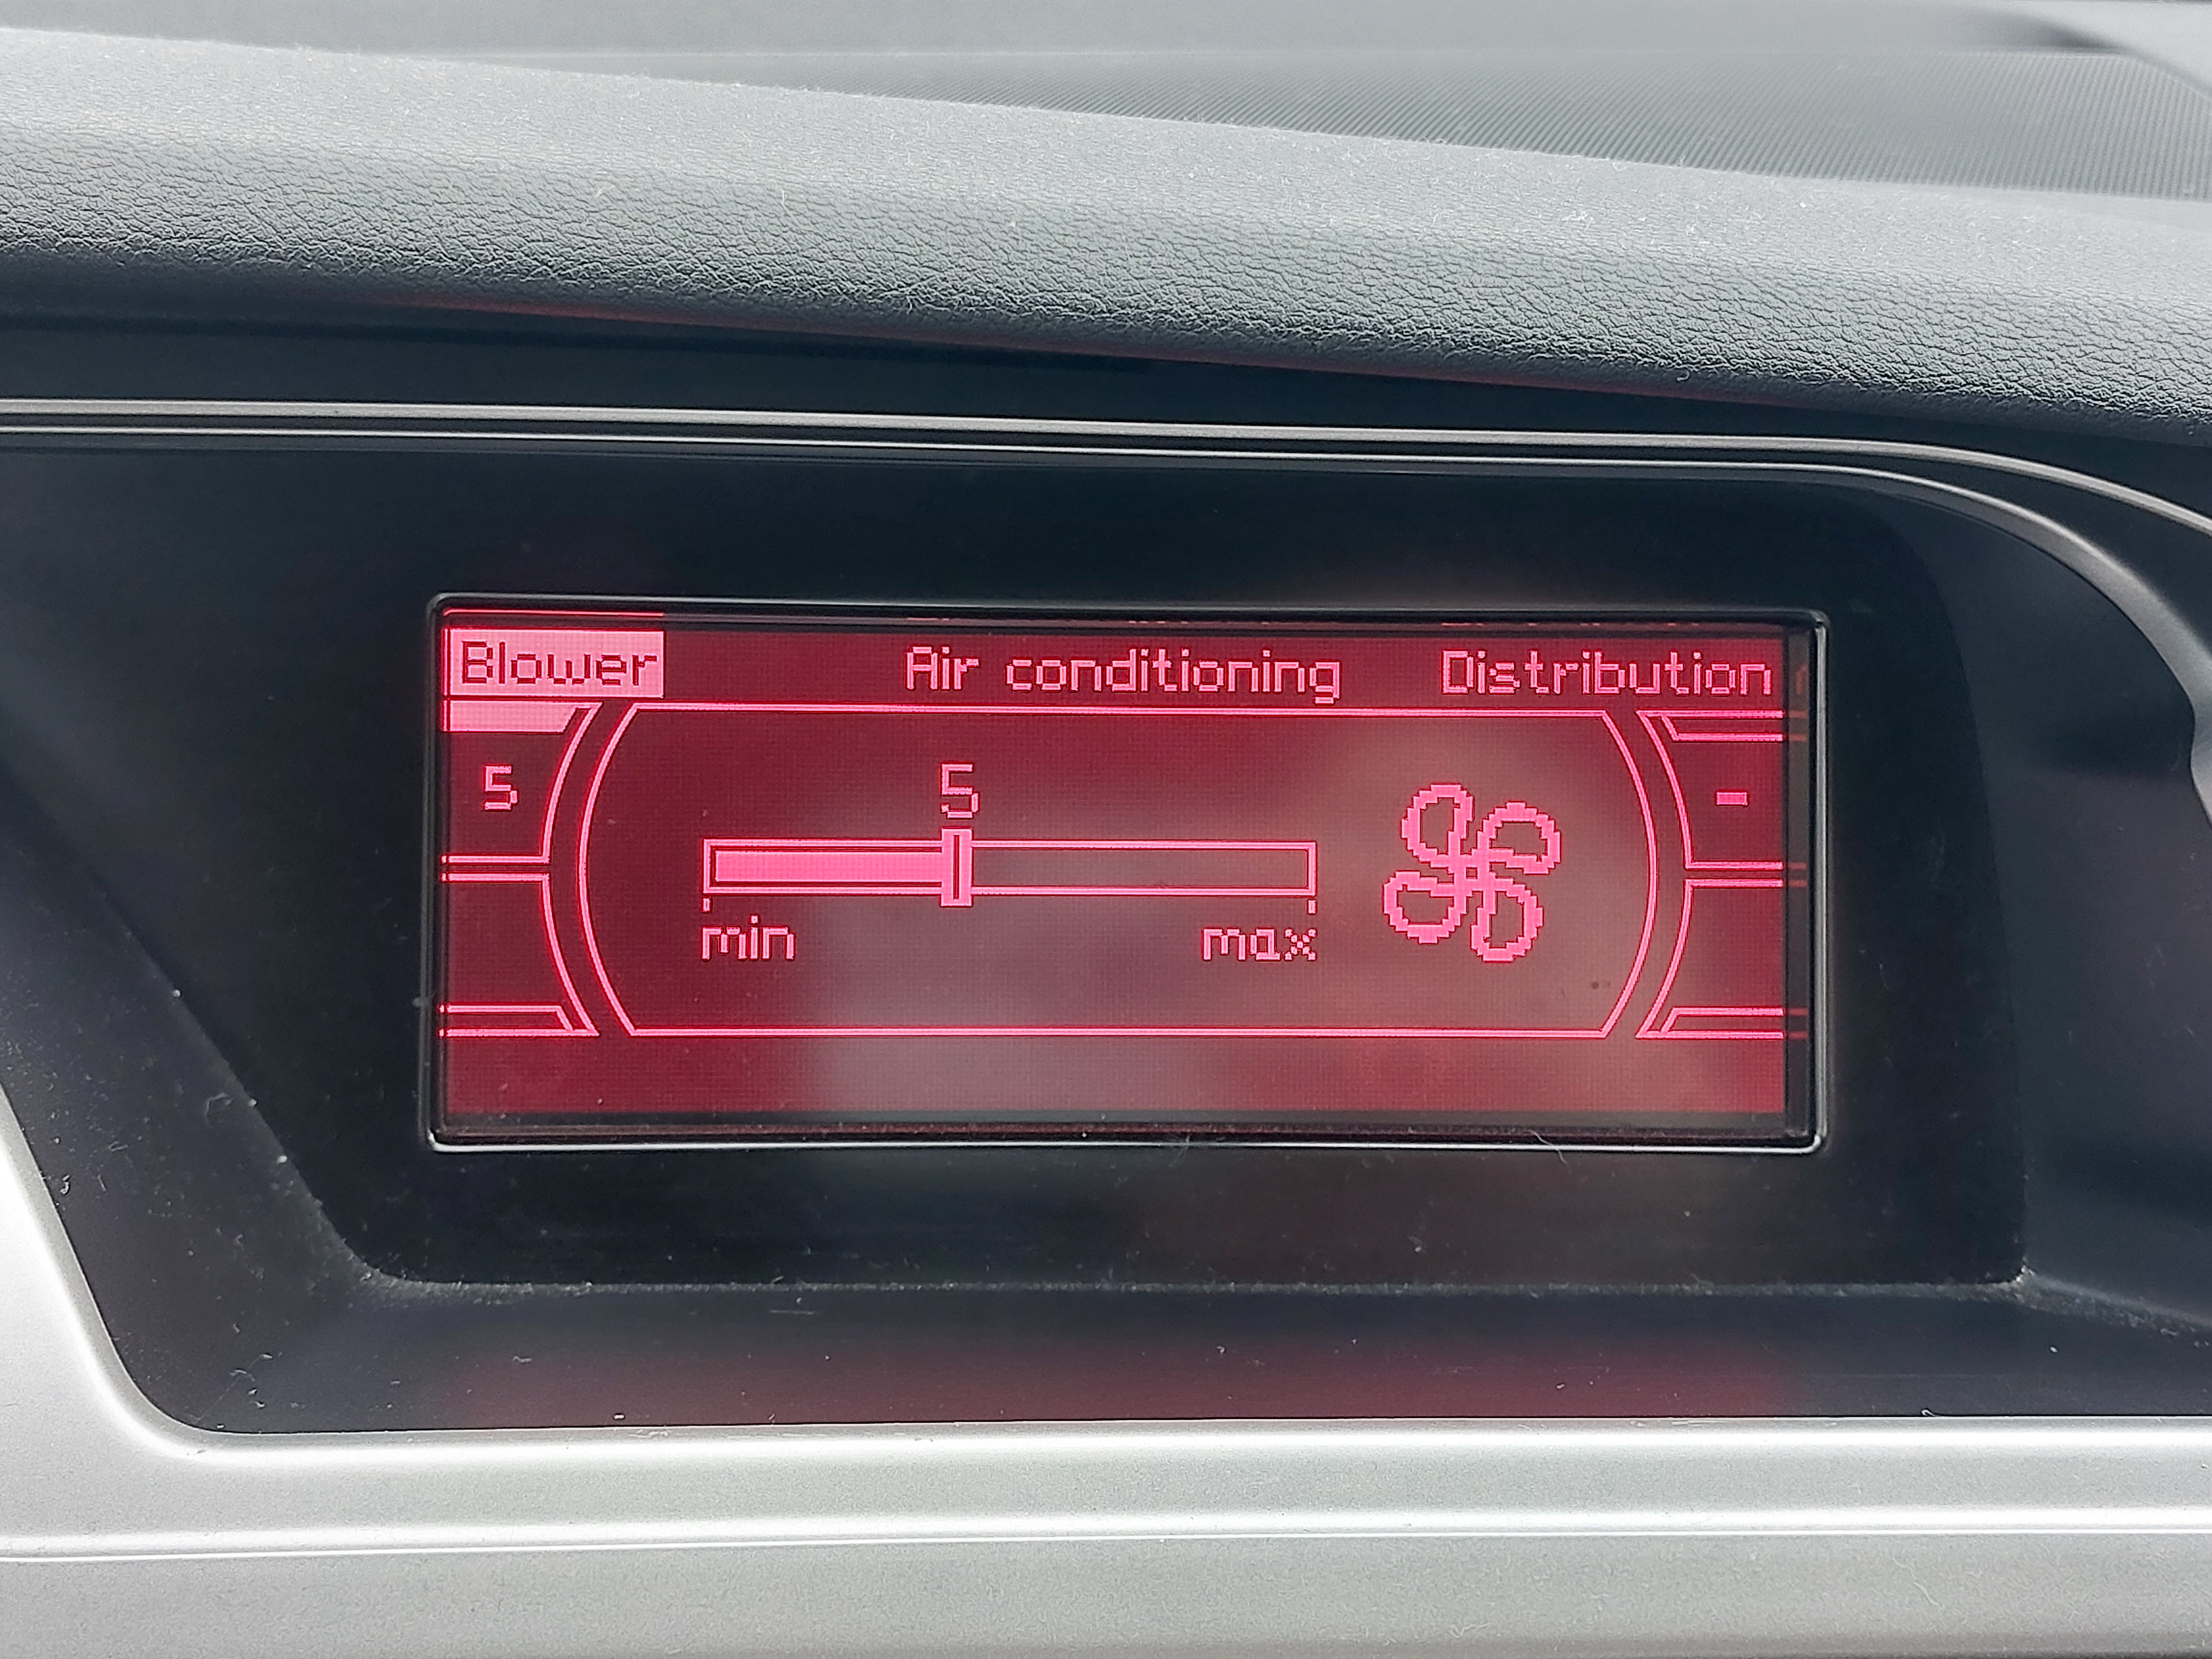 Blower Air conditioning Distribution
5 5 -
min max